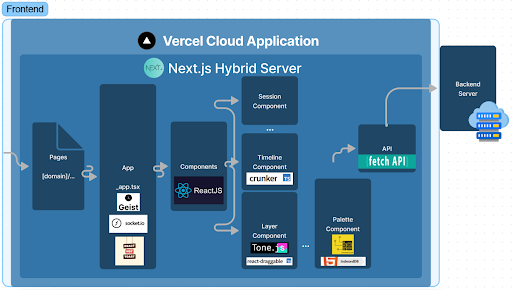 Frontend
Vercel Cloud Application
NEXT.js
Next.js Hybrid Server
Pages
[domain]/...
App
_app.tsx
Geist
socket.io
Components
ReactJS
Session
Component
...
Timeline
Component
crunker
TS
Layer
Component
Tone.js
react-draggable
TS
...
Palette
Component
IndexedDB
API
fetch API
Backend
Server